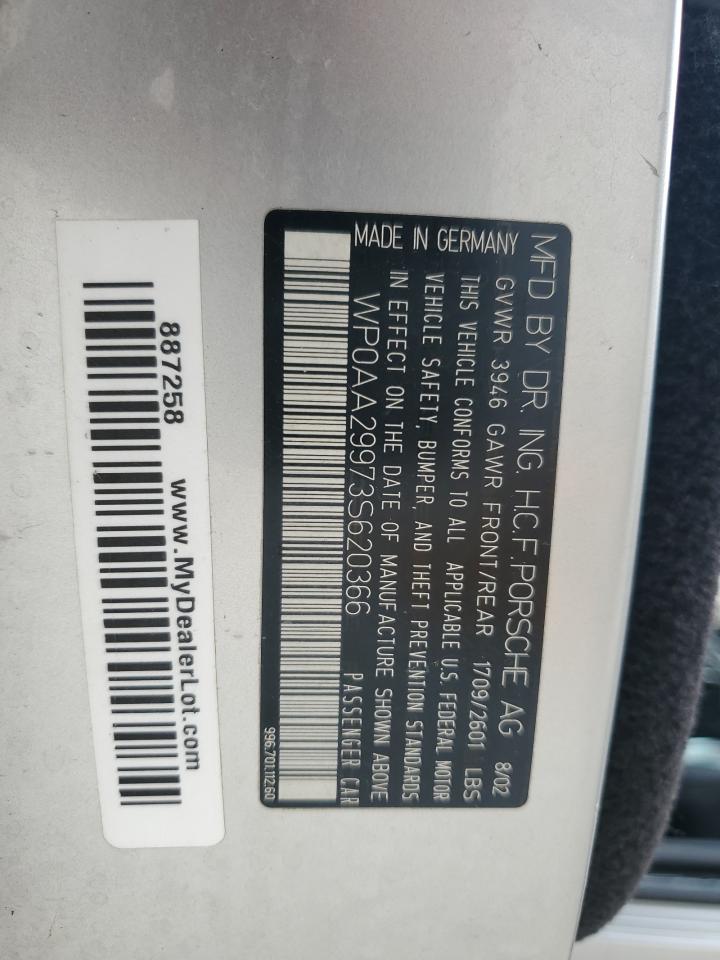 MFD BY DR. ING. H.C.F. PORSCHE AG 8/02
GVWR 3946 GAWR FRONT/REAR 1709/2601 LBS
THIS VEHICLE CONFORMS TO ALL APPLICABLE U.S. FEDERAL MOTOR
VEHICLE SAFETY, BUMPER, AND THEFT PREVENTION STANDARDS
IN EFFECT ON THE DATE OF MANUFACTURE SHOWN ABOVE
MADE IN GERMANY WP0AA29973S620366 PASSENGER CAR
996.701.112.60
887258 www.MyDealerLot.com